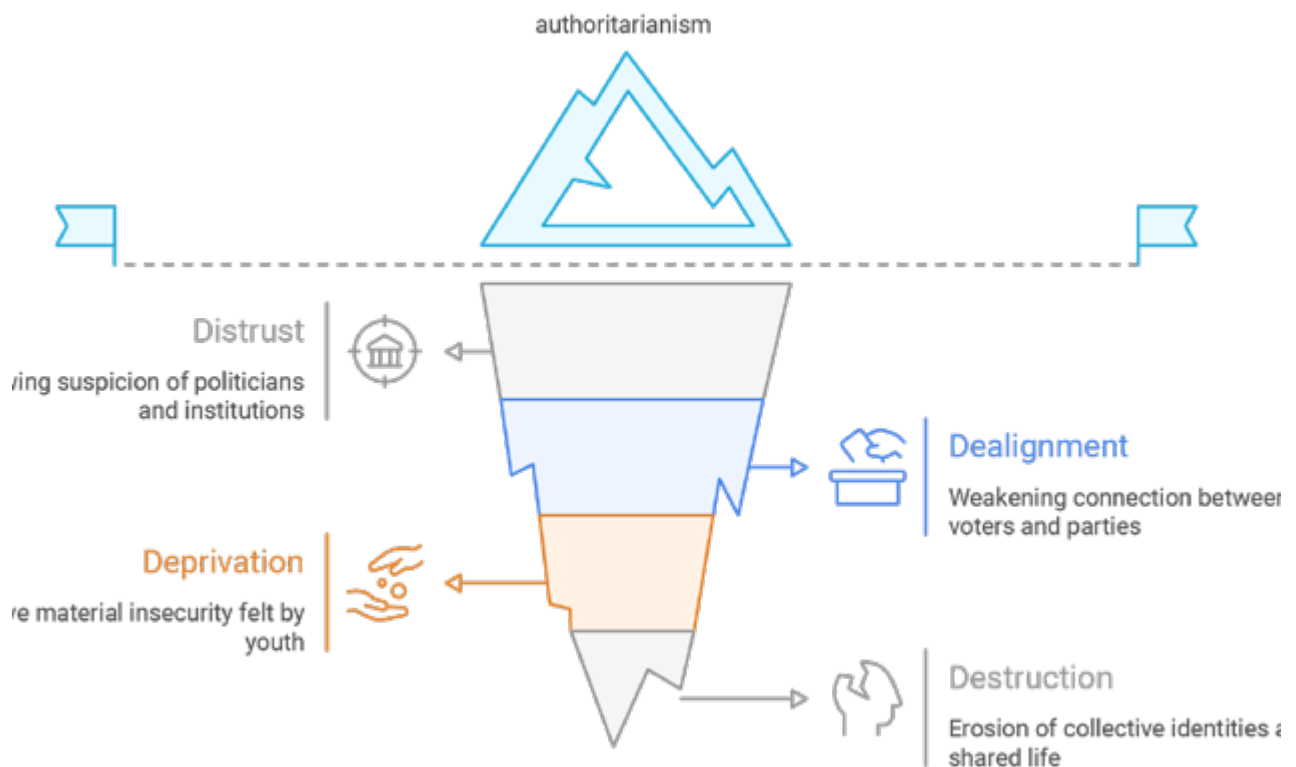 authoritarianism
Distrust
suspicion of politicians
and institutions
Dealignment
Weakening connection between
voters and parties
Deprivation
material insecurity felt by
youth
Destruction
Erosion of collective identities
shared life